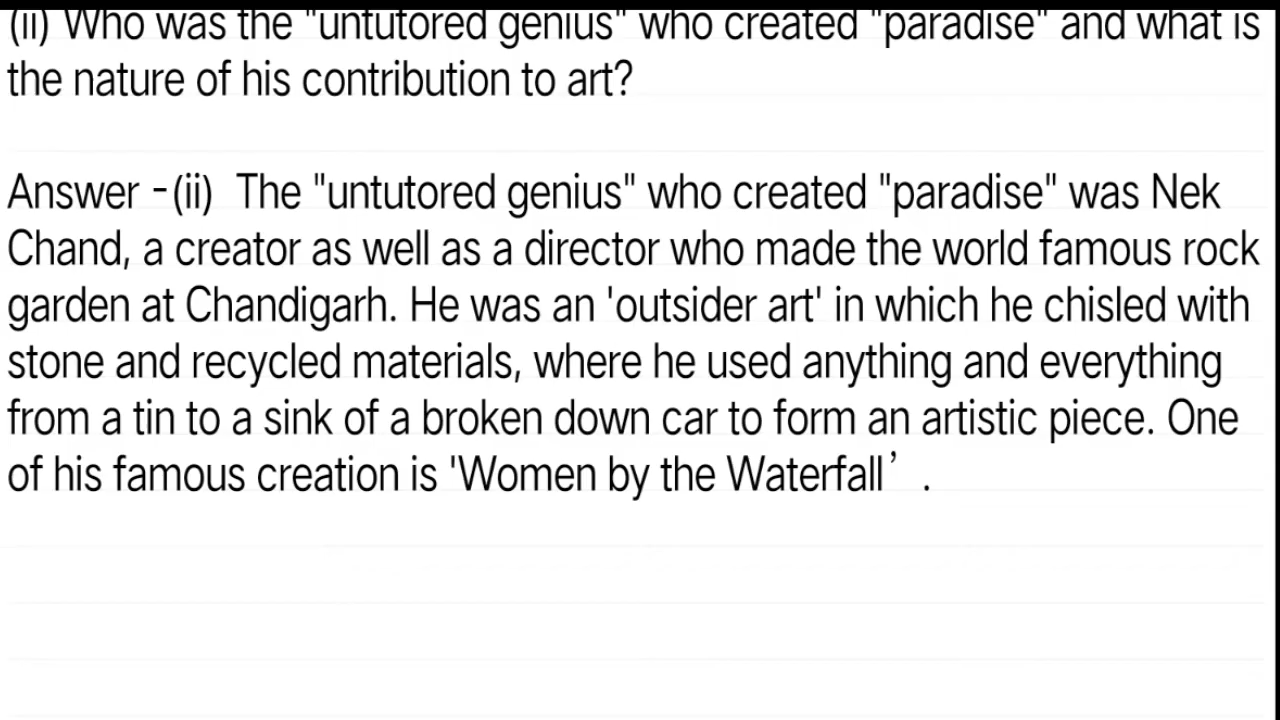 (ii) Who was the "untutored genius" who created "paradise" and what is
the nature of his contribution to art?
Answer -(ii) The "untutored genius" who created "paradise" was Nek
Chand, a creator as well as a director who made the world famous rock
garden at Chandigarh. He was an 'outsider art' in which he chisled with
stone and recycled materials, where he used anything and everything
from a tin to a sink of a broken down car to form an artistic piece. One
of his famous creation is 'Women by the Waterfall’ .